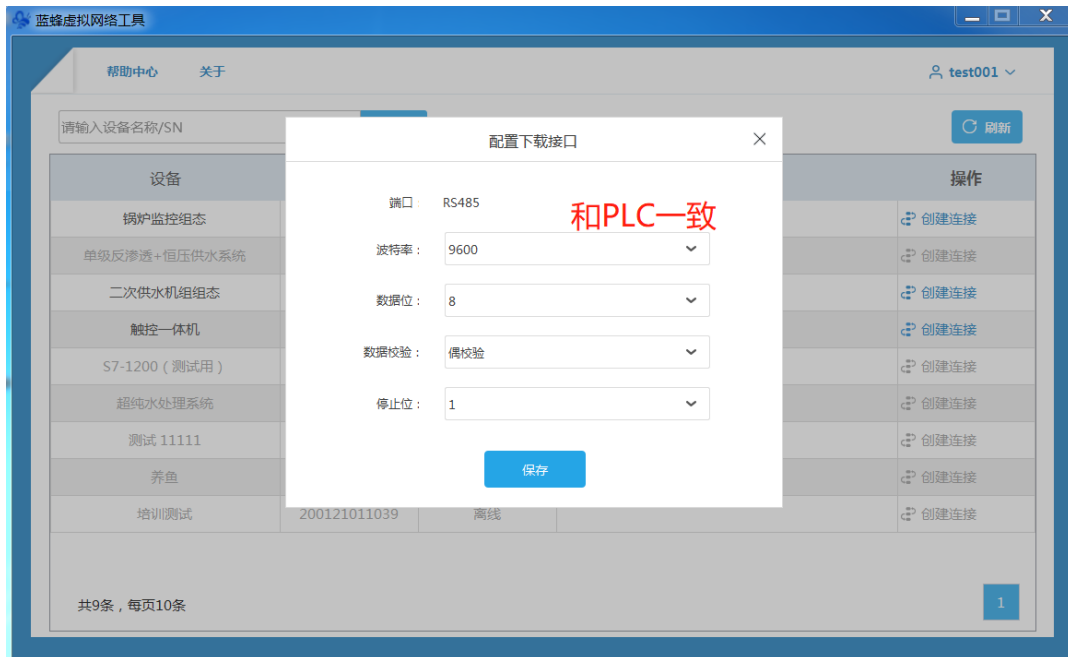 蓝蜂虚拟网络工具
帮助中心 关于 test001
请输入设备名称/SN 刷新
配置下载接口
设备 操作
端口： RS485
和PLC一致
波特率： 9600
数据位： 8
数据校验： 偶校验
停止位： 1
保存
锅炉监控组态 创建连接
单级反渗透+恒压供水系统 创建连接
二次供水机组组态 创建连接
触控一体机 创建连接
S7-1200（测试用） 创建连接
超纯水处理系统 创建连接
测试 11111 创建连接
养鱼 创建连接
培训测试 200121011039 离线 创建连接
共9条，每页10条 1